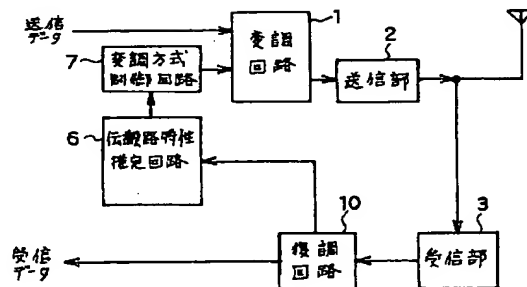 送信
データ
1
変調
回路
2
送信部
7
変調方式
制御回路
6
伝搬路特性
推定回路
10
復調
回路
3
受信部
受信
データ